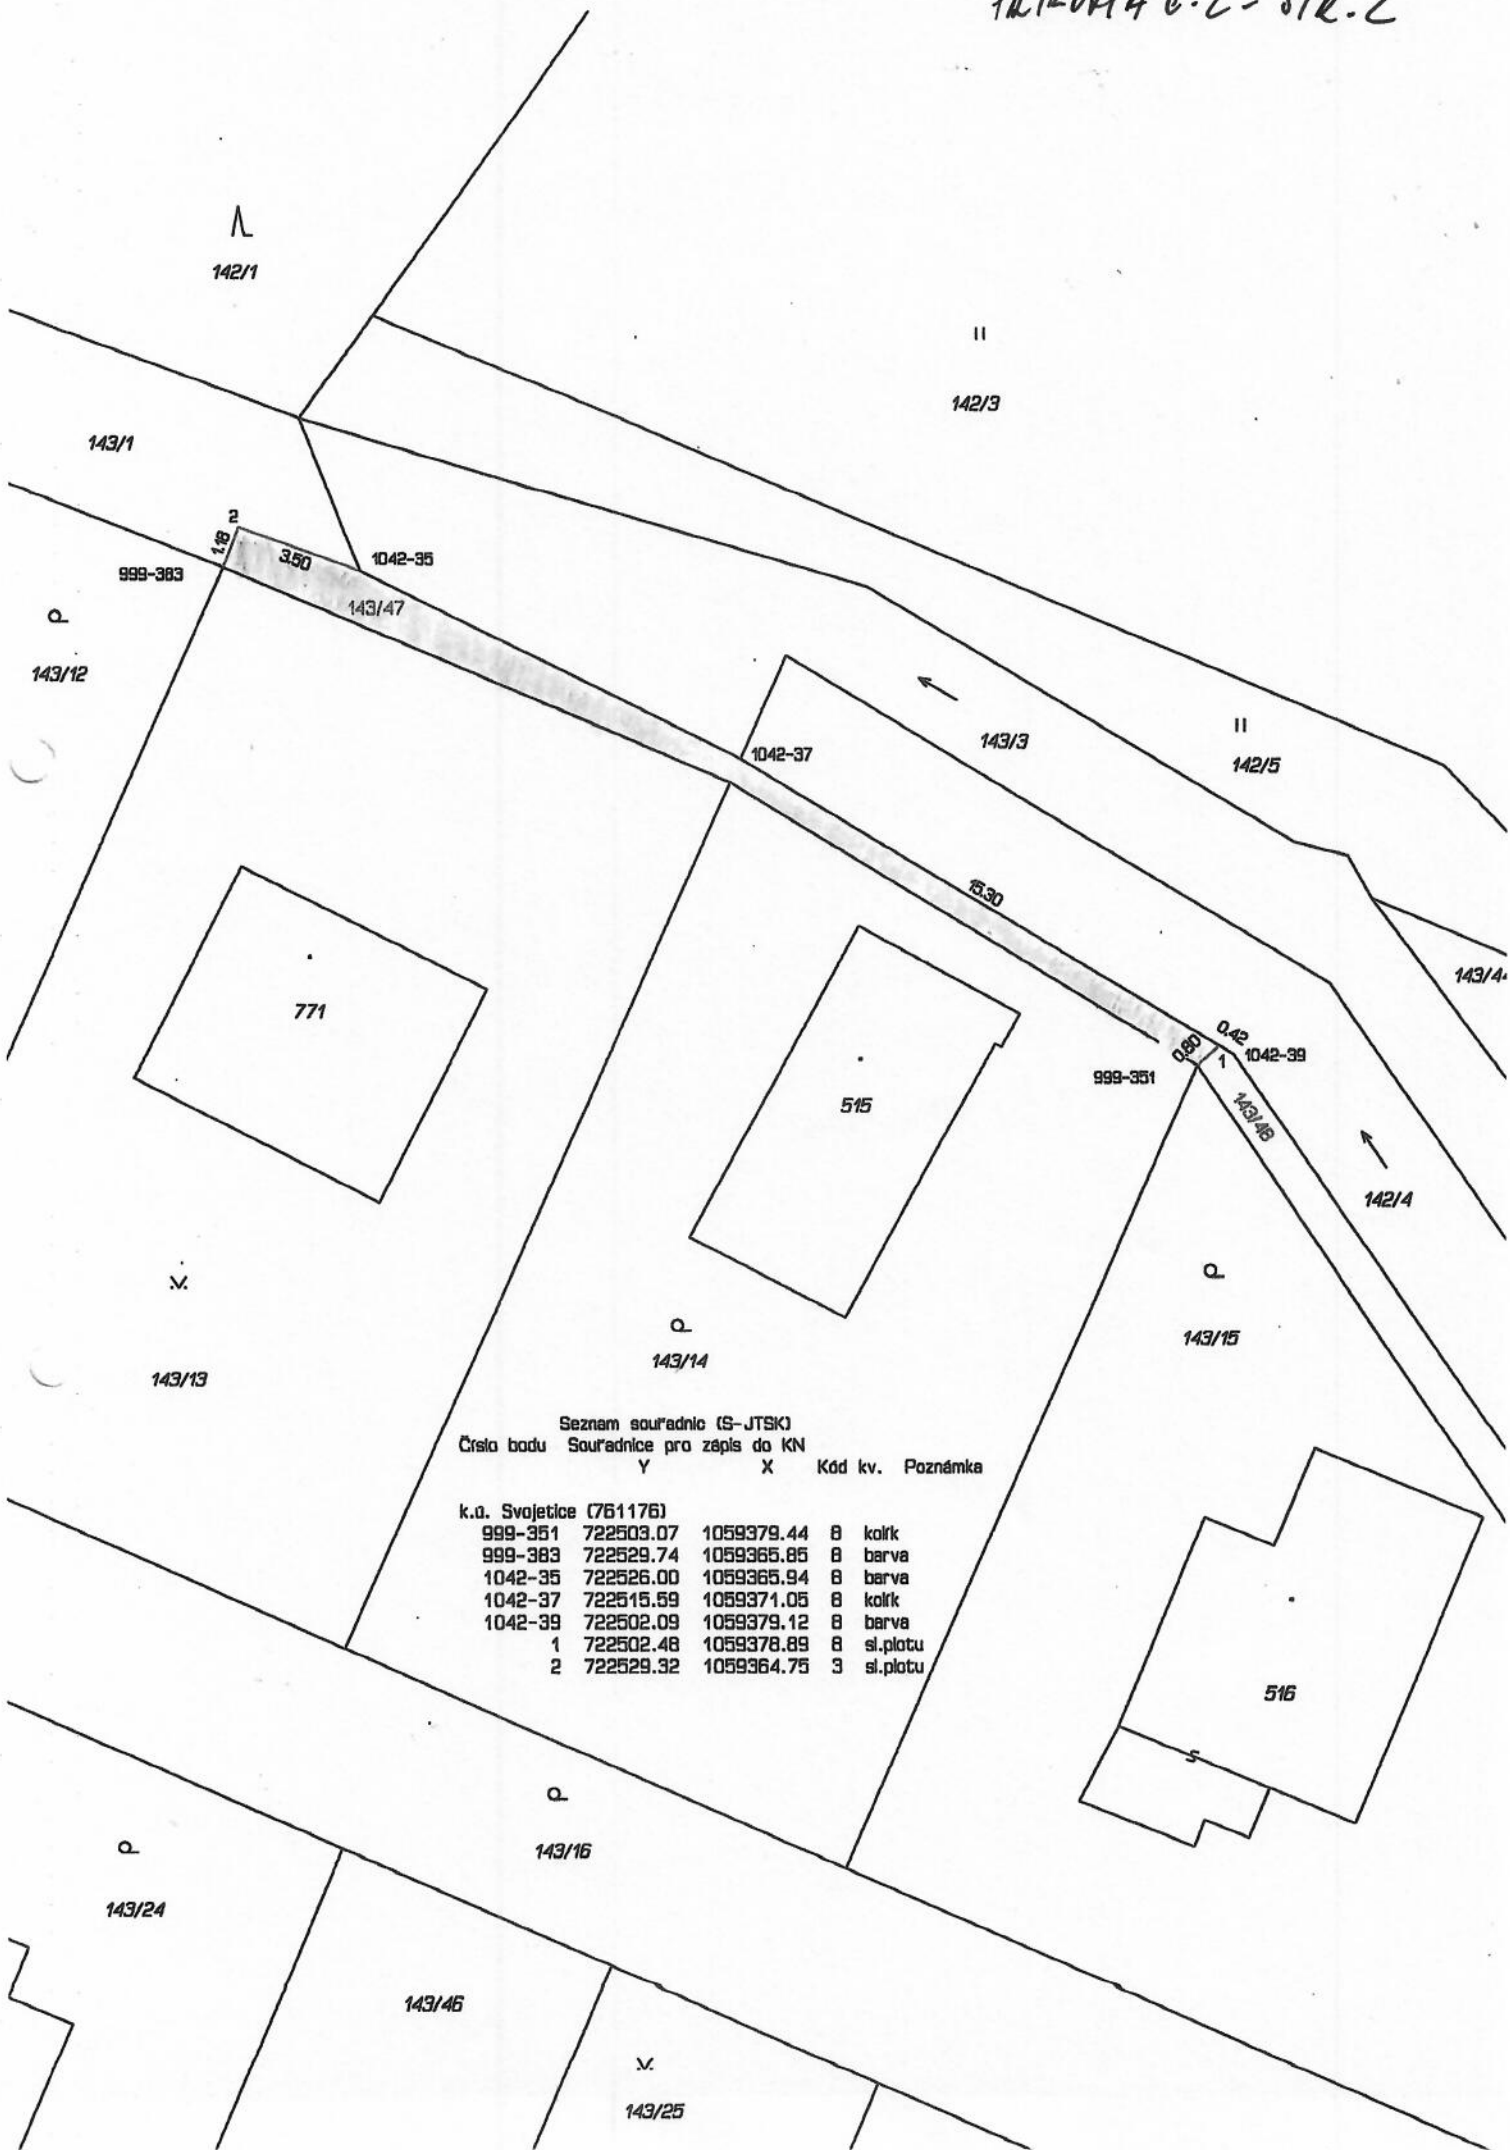 PŘÍLOHA č. 2 - STR. 2
142/1
142/3
143/1
2
1.18
3.50
1042-35
999-383
143/47
143/12
1042-37
143/3
142/5
15.30
143/4
771
0.42
0.80
1
1042-39
999-351
515
143/48
142/4
143/15
143/14
143/13
Seznam souřadnic (S-JTSK)
Číslo bodu Souřadnice pro zápis do KN
Y X Kód kv. Poznámka
k.ú. Svojetice (761176)
999-351 722503.07 1059379.44 8 kolík
999-383 722529.74 1059365.85 8 barva
1042-35 722526.00 1059365.94 8 barva
1042-37 722515.59 1059371.05 8 kolík
1042-39 722502.09 1059379.12 8 barva
1 722502.48 1059378.89 8 sl.plotu
2 722529.32 1059364.75 3 sl.plotu
516
143/16
143/24
143/46
143/25